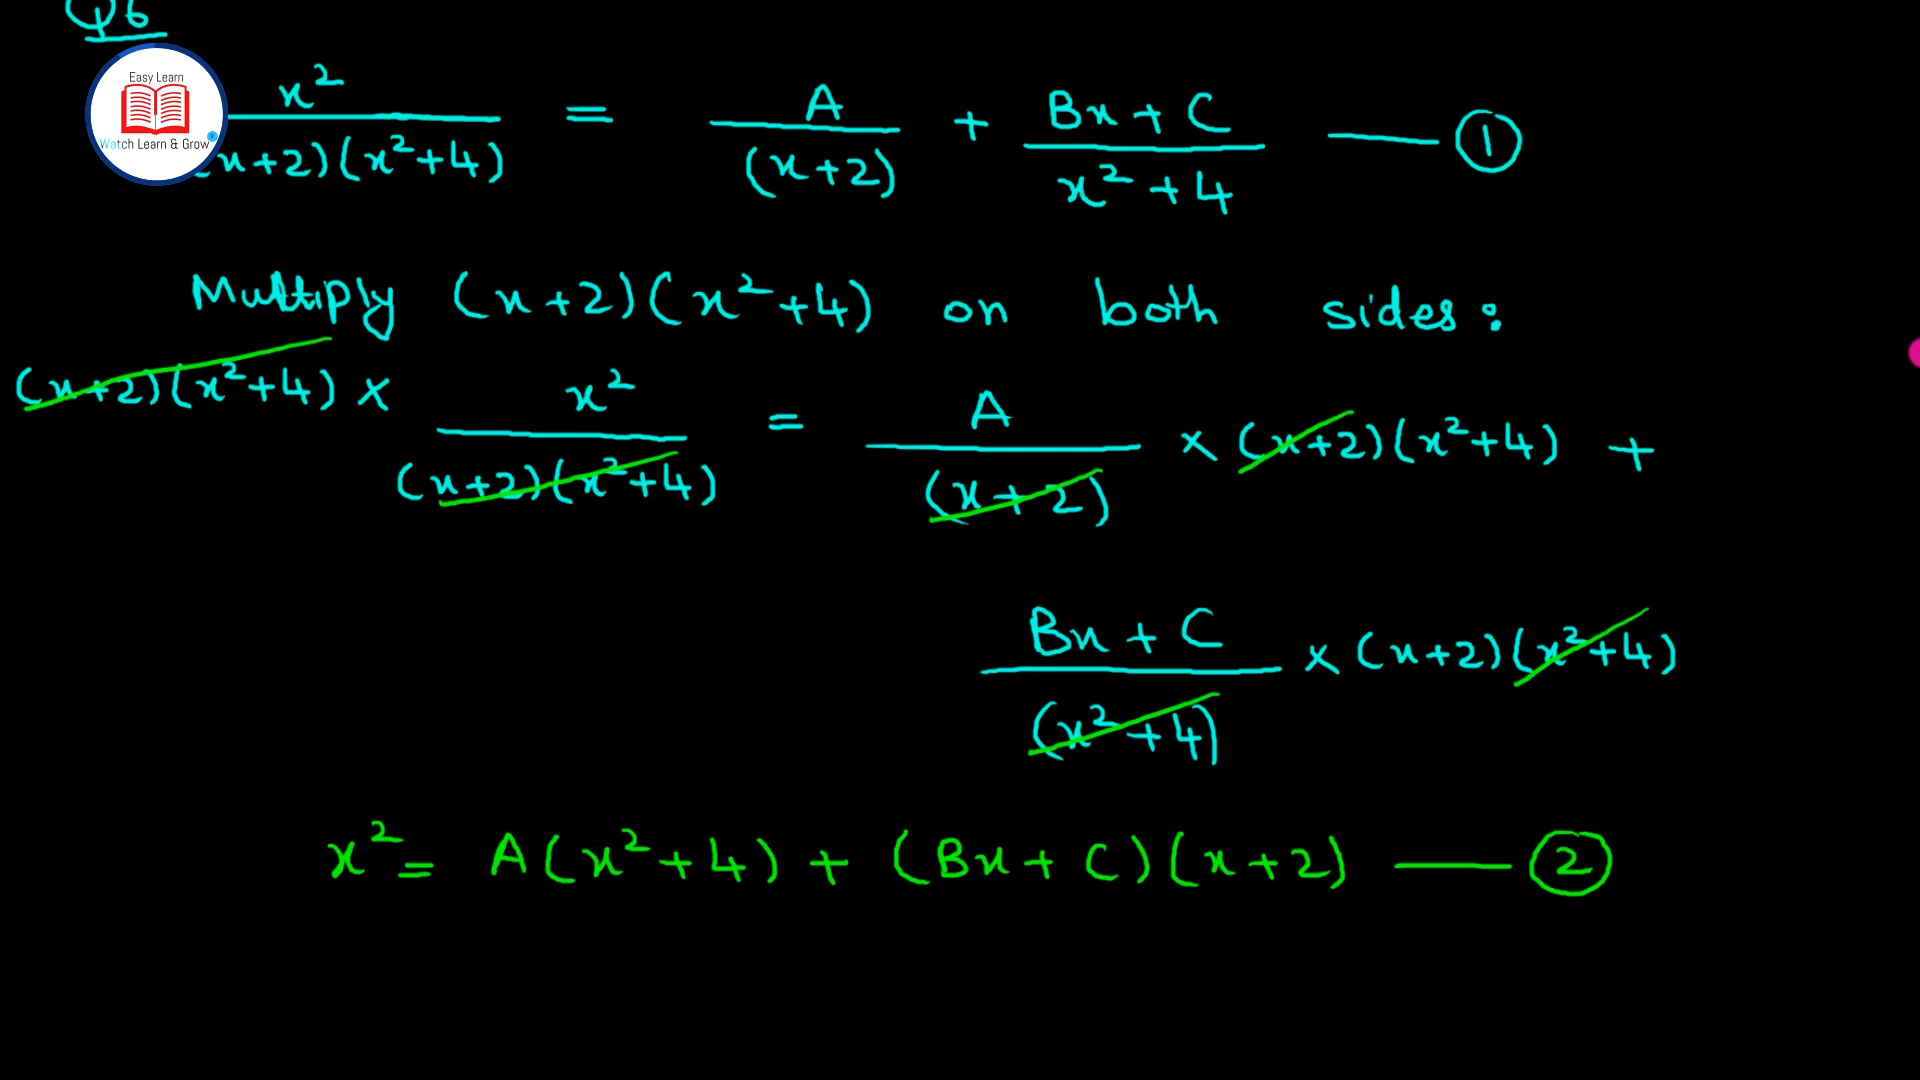 Q6
Easy Learn
Watch Learn & Grow
x² / (x+2)(x²+4) = A / (x+2) + Bx + C / x² + 4 —— ①
Multiply (x+2)(x²+4) on both sides:
(x+2)(x²+4) × x² / (x+2)(x²+4) = A / (x+2) × (x+2)(x²+4) +
Bx + C / (x²+4) × (x+2)(x²+4)
x² = A(x²+4) + (Bx + C)(x+2) —— ②